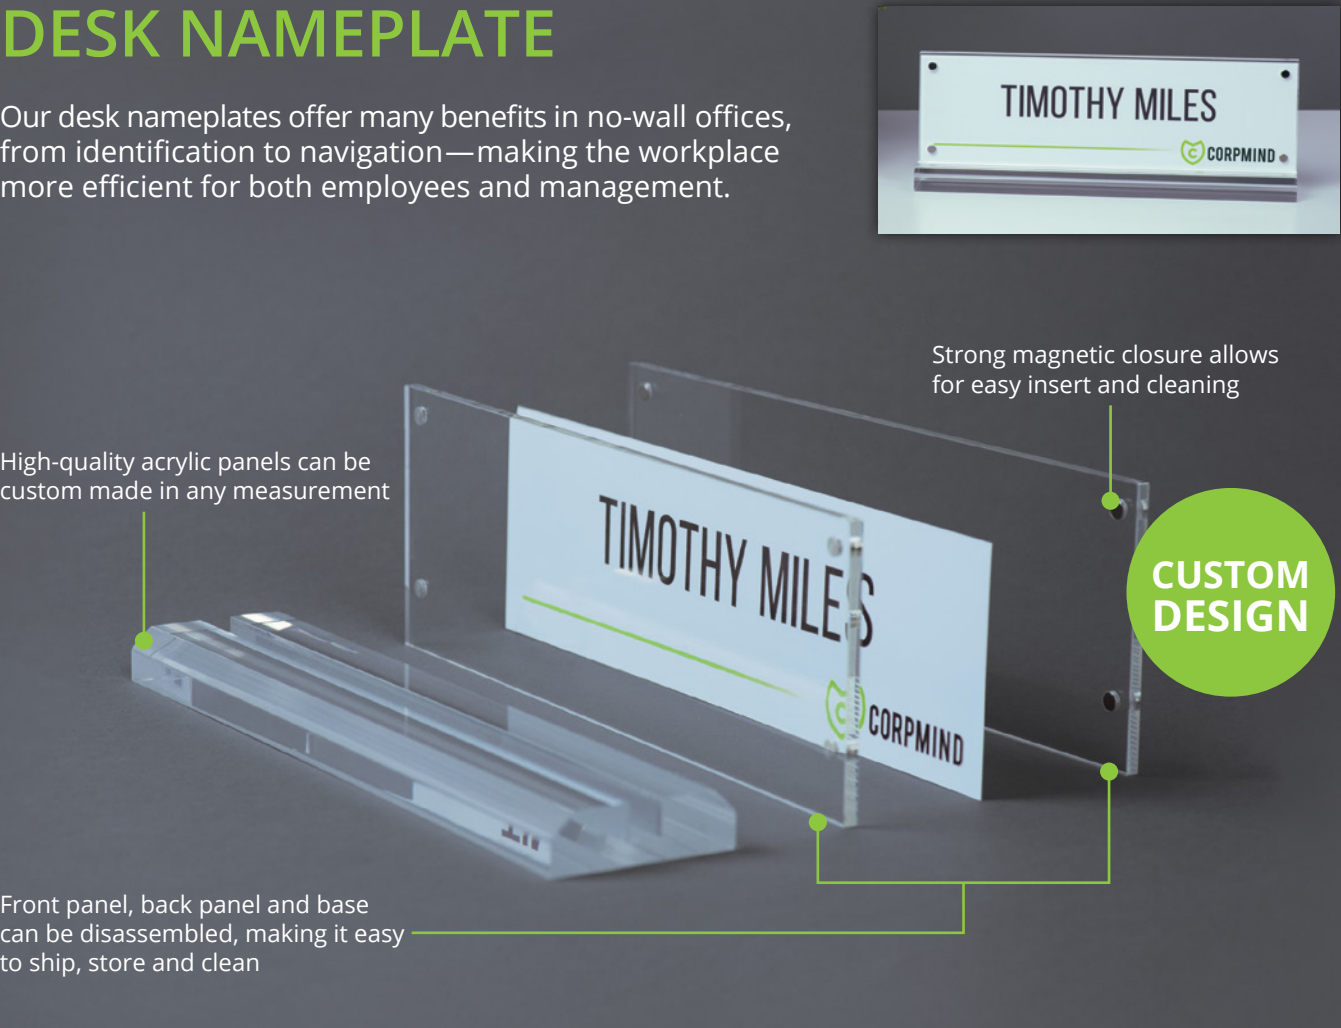 DESK NAMEPLATE
Our desk nameplates offer many benefits in no-wall offices,
from identification to navigation—making the workplace
more efficient for both employees and management.
TIMOTHY MILES
C CORPMIND
Strong magnetic closure allows
for easy insert and cleaning
High-quality acrylic panels can be
custom made in any measurement
TIMOTHY MILES
C CORPMIND
CUSTOM
DESIGN
Front panel, back panel and base
can be disassembled, making it easy
to ship, store and clean